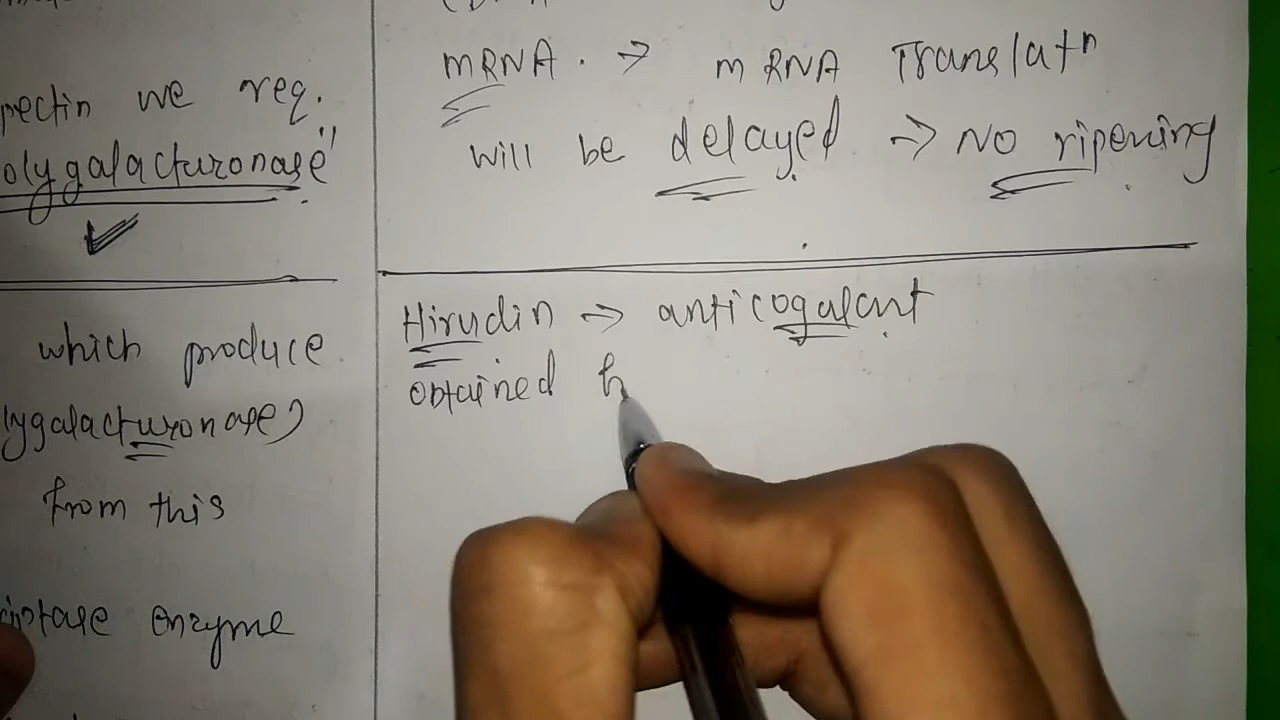 pectin we req.
olygalacturonase"
which produce
lygalacturonase)
from this
enzyme
mRNA. → mRNA Translatn
will be delayed → No ripening
Hirudin → anticogalent
obtained